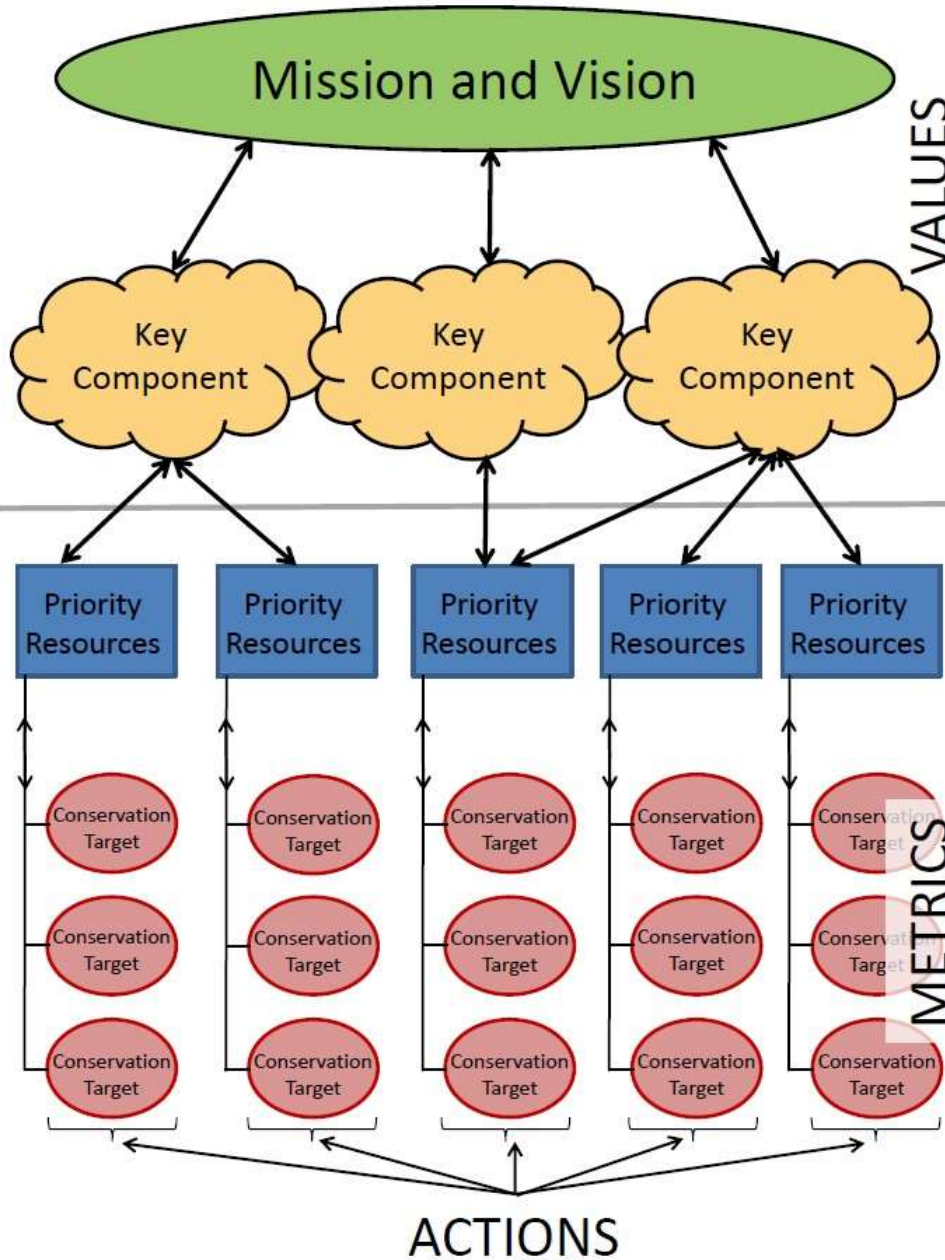 Mission and Vision
VALUES
Key
Component
Key
Component
Key
Component
Priority
Resources
Priority
Resources
Priority
Resources
Priority
Resources
Priority
Resources
Conservation
Target
Conservation
Target
Conservation
Target
Conservation
Target
Conservation
Target
METRICS
Conservation
Target
Conservation
Target
Conservation
Target
Conservation
Target
Conservation
Target
Conservation
Target
Conservation
Target
Conservation
Target
Conservation
Target
Conservation
Target
ACTIONS